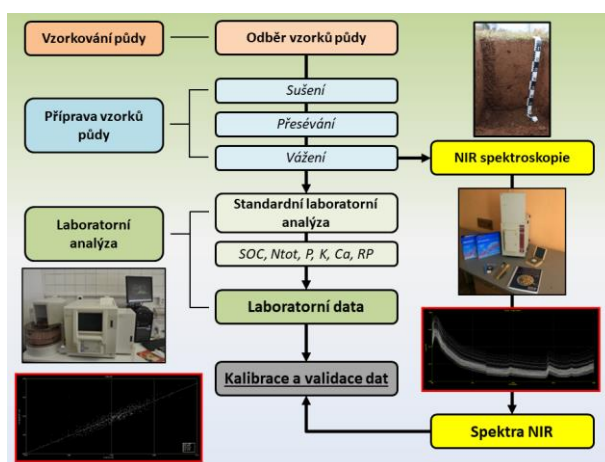 Vzorkování půdy
Odběr vzorků půdy
Sušení
Příprava vzorků
půdy
Přesévání
Vážení
NIR spektroskopie
Standardní laboratorní
analýza
Laboratorní
analýza
SOC, Ntot, P, K, Ca, RP
Laboratorní data
Kalibrace a validace dat
Spektra NIR